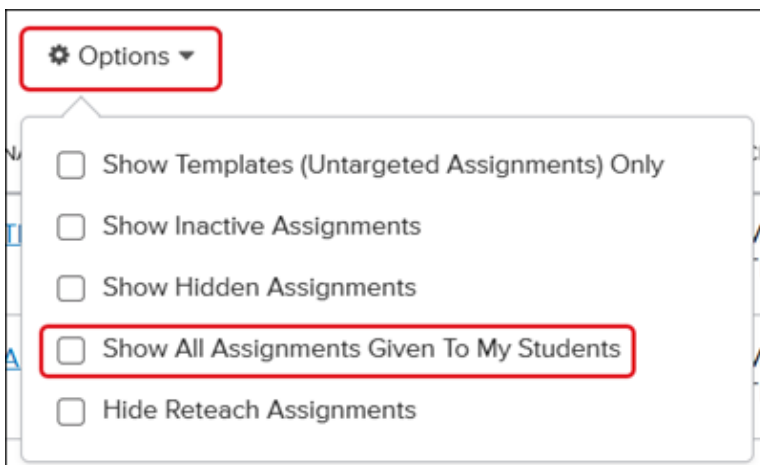 Options
Show Templates (Untargeted Assignments) Only
Show Inactive Assignments
Show Hidden Assignments
Show All Assignments Given To My Students
Hide Reteach Assignments